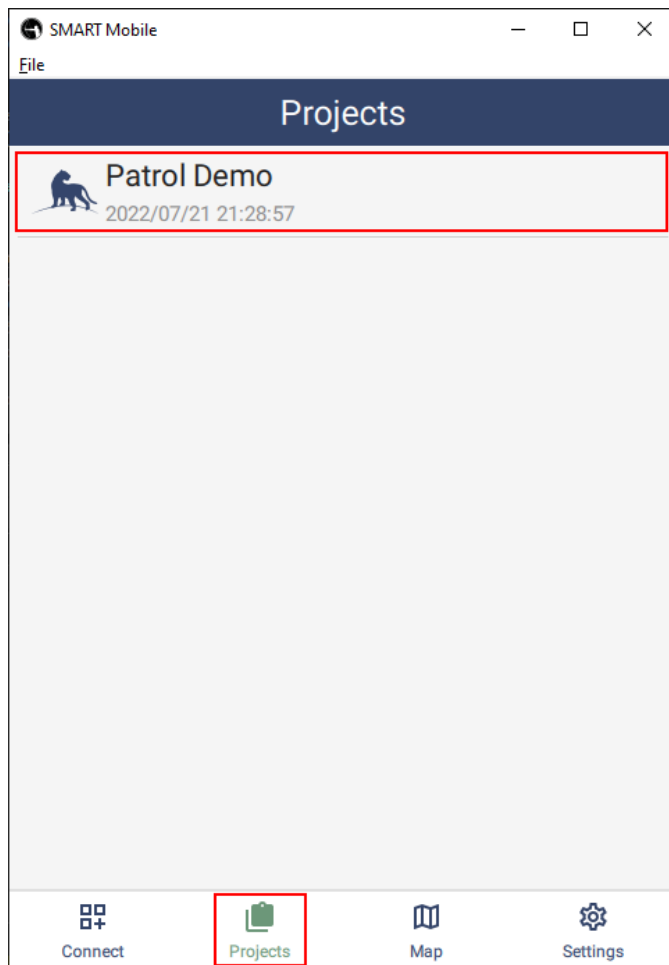 SMART Mobile
File
Projects
Patrol Demo
2022/07/21 21:28:57
Connect
Projects
Map
Settings